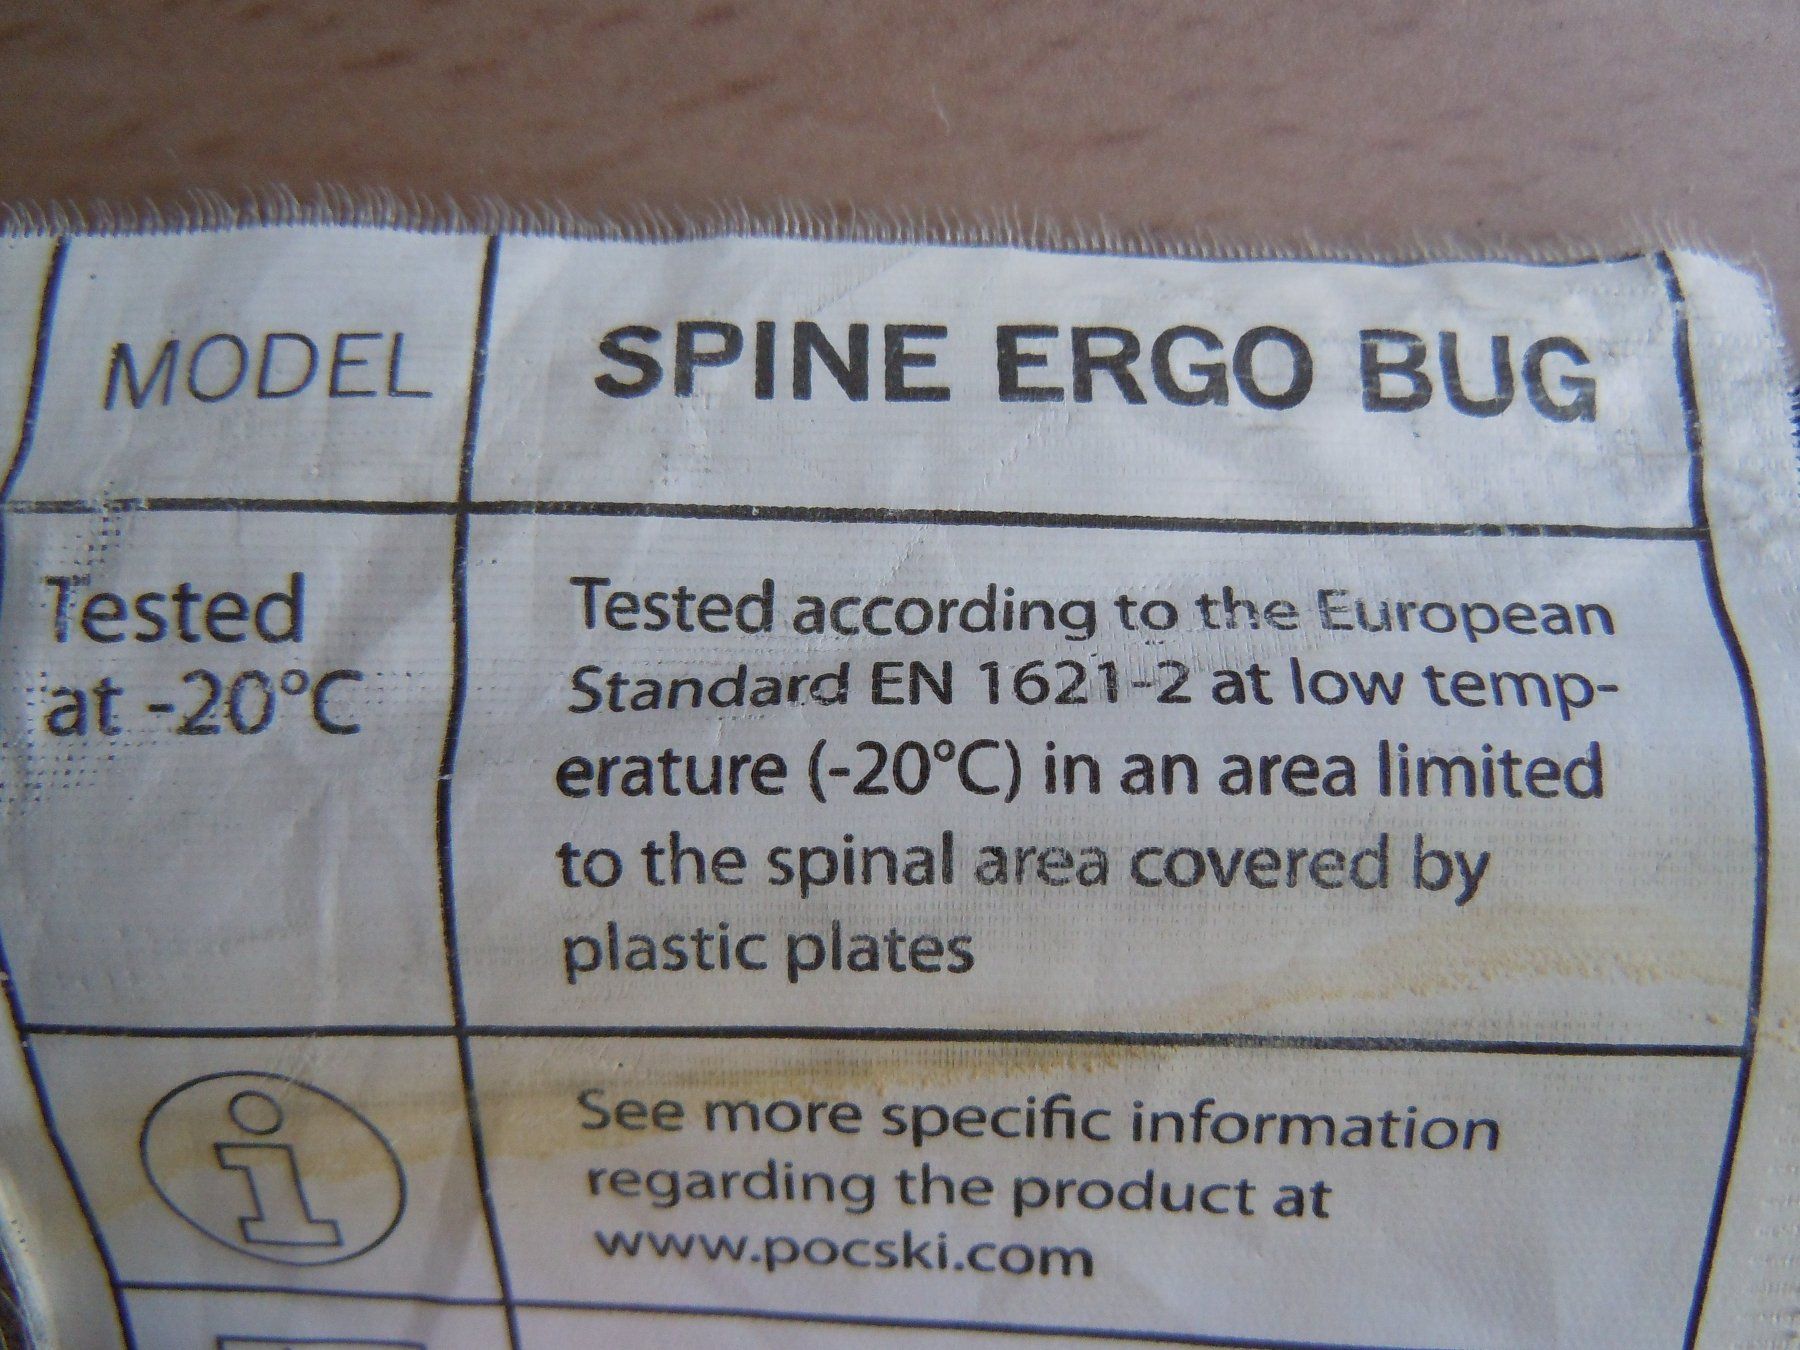 MODEL
SPINE ERGO BUG
Tested
at -20°C
Tested according to the European
Standard EN 1621-2 at low temp-
erature (-20°C) in an area limited
to the spinal area covered by
plastic plates
i
See more specific information
regarding the product at
www.pocski.com